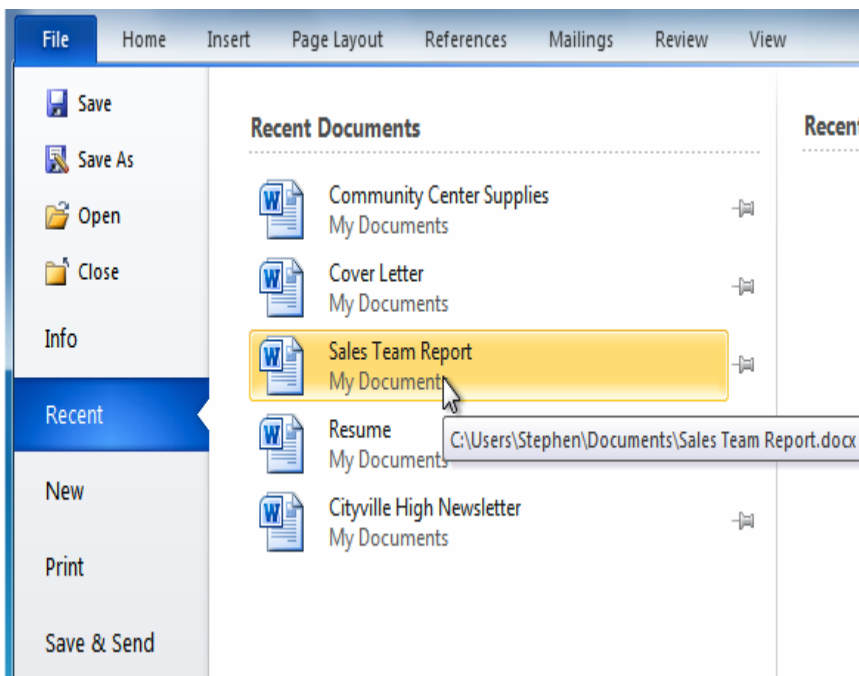 File Home Insert Page Layout References Mailings Review View
Save
Save As
Open
Close
Info
Recent
New
Print
Save & Send
Recent Documents
Community Center Supplies
My Documents
Cover Letter
My Documents
Sales Team Report
My Document
Resume
My Documents
Cityville High Newsletter
My Documents
C:\Users\Stephen\Documents\Sales Team Report.docx
Recent